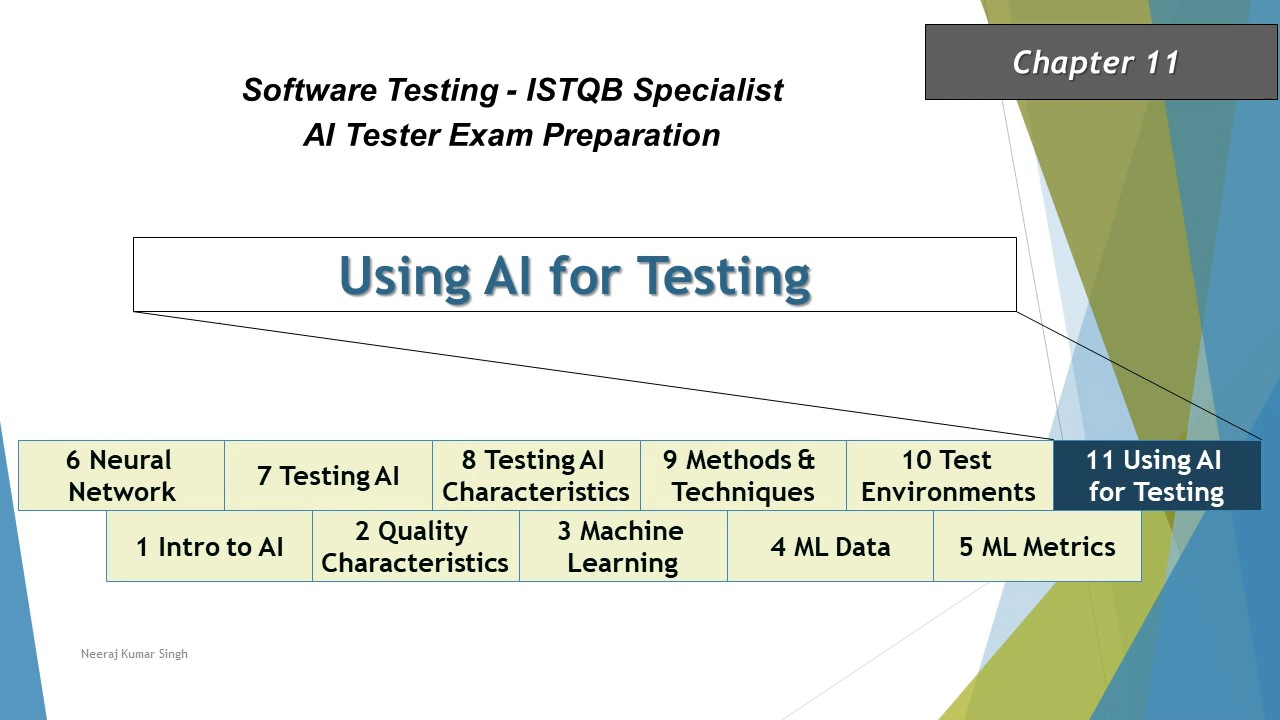 Chapter 11
Software Testing - ISTQB Specialist
AI Tester Exam Preparation
Using AI for Testing
6 Neural
Network
7 Testing AI
8 Testing AI
Characteristics
9 Methods &
Techniques
10 Test
Environments
11 Using AI
for Testing
1 Intro to AI
2 Quality
Characteristics
3 Machine
Learning
4 ML Data
5 ML Metrics
Neeraj Kumar Singh